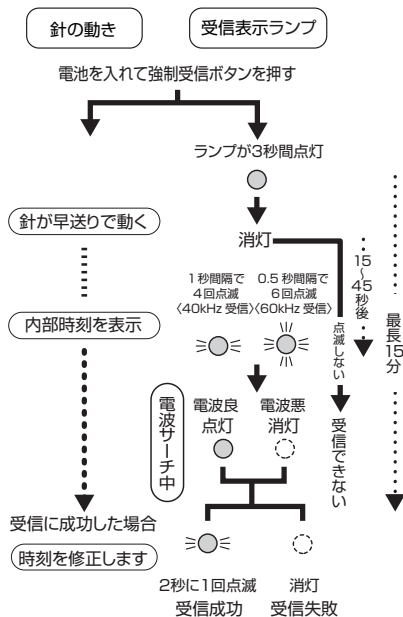 針の動き
受信表示ランプ
電池を入れて強制受信ボタンを押す
ランプが3秒間点灯
針が早送りで動く
消灯
15～45秒後
最長15分
1秒間隔で
4回点滅
〈40kHz 受信〉
0.5 秒間隔で
6回点滅
〈60kHz 受信〉
点滅しない
内部時刻を表示
電波サーチ中
電波良
点灯
電波悪
消灯
受信できない
受信に成功した場合
時刻を修正します
2秒に1回点滅
受信成功
消灯
受信失敗